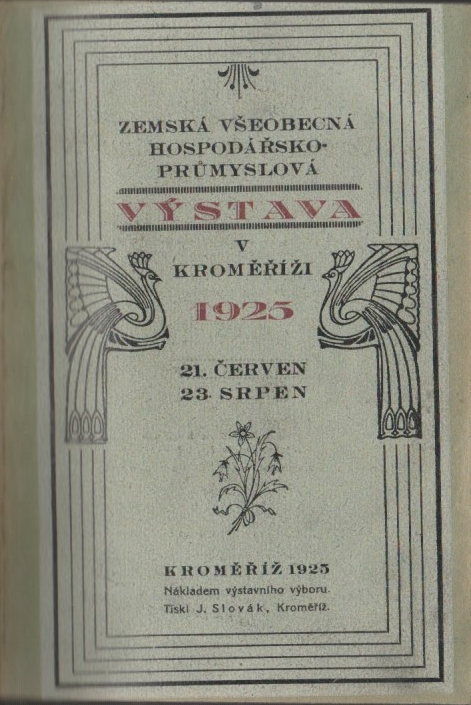 ZEMSKÁ VŠEOBECNÁ
HOSPODÁŘSKO-
PRŮMYSLOVÁ
VÝSTAVA
V
KROMĚŘÍŽI
1925
21. ČERVEN
23. SRPEN
KROMĚŘÍŽ 1925
Nákladem výstavního výboru.
Tiskl J. Slovák, Kroměříž.